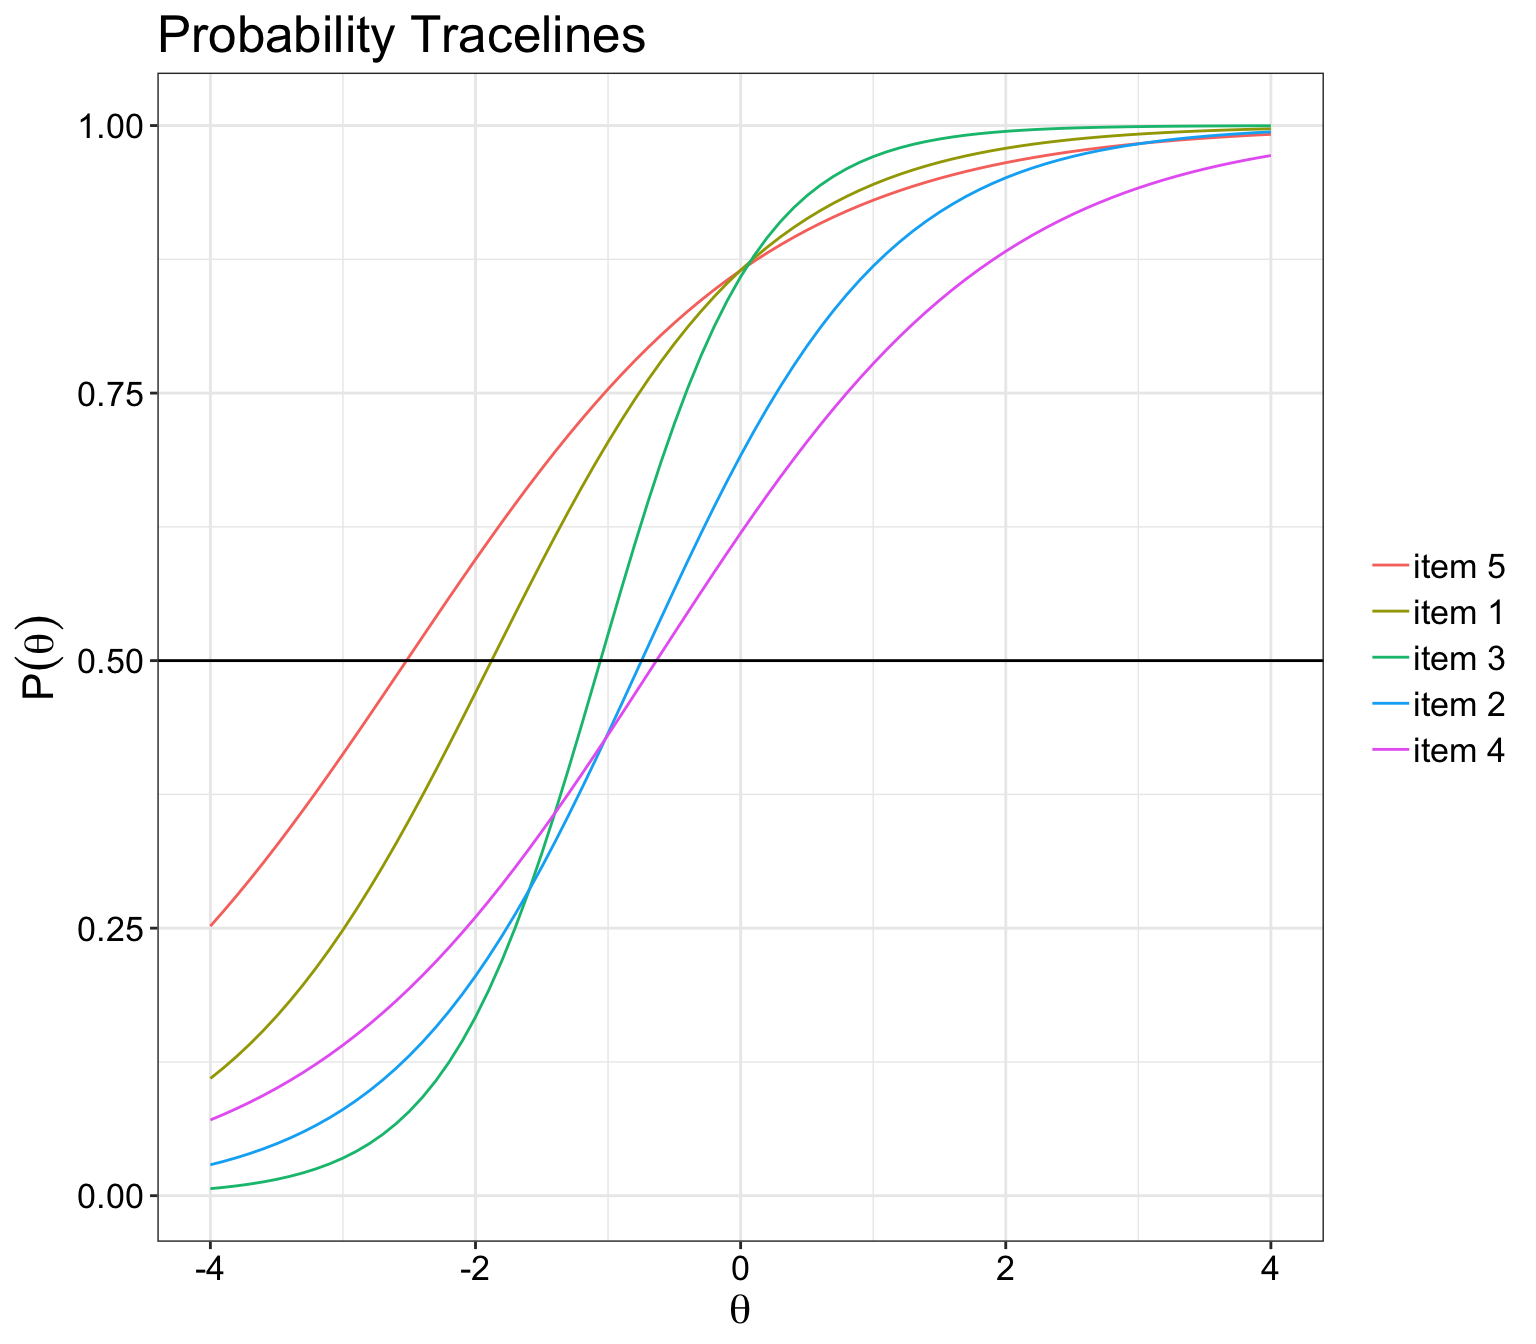 Probability Tracelines
P(θ)
1.00
0.75
0.50
0.25
0.00
-4 -2 0 2 4
θ
item 5
item 1
item 3
item 2
item 4